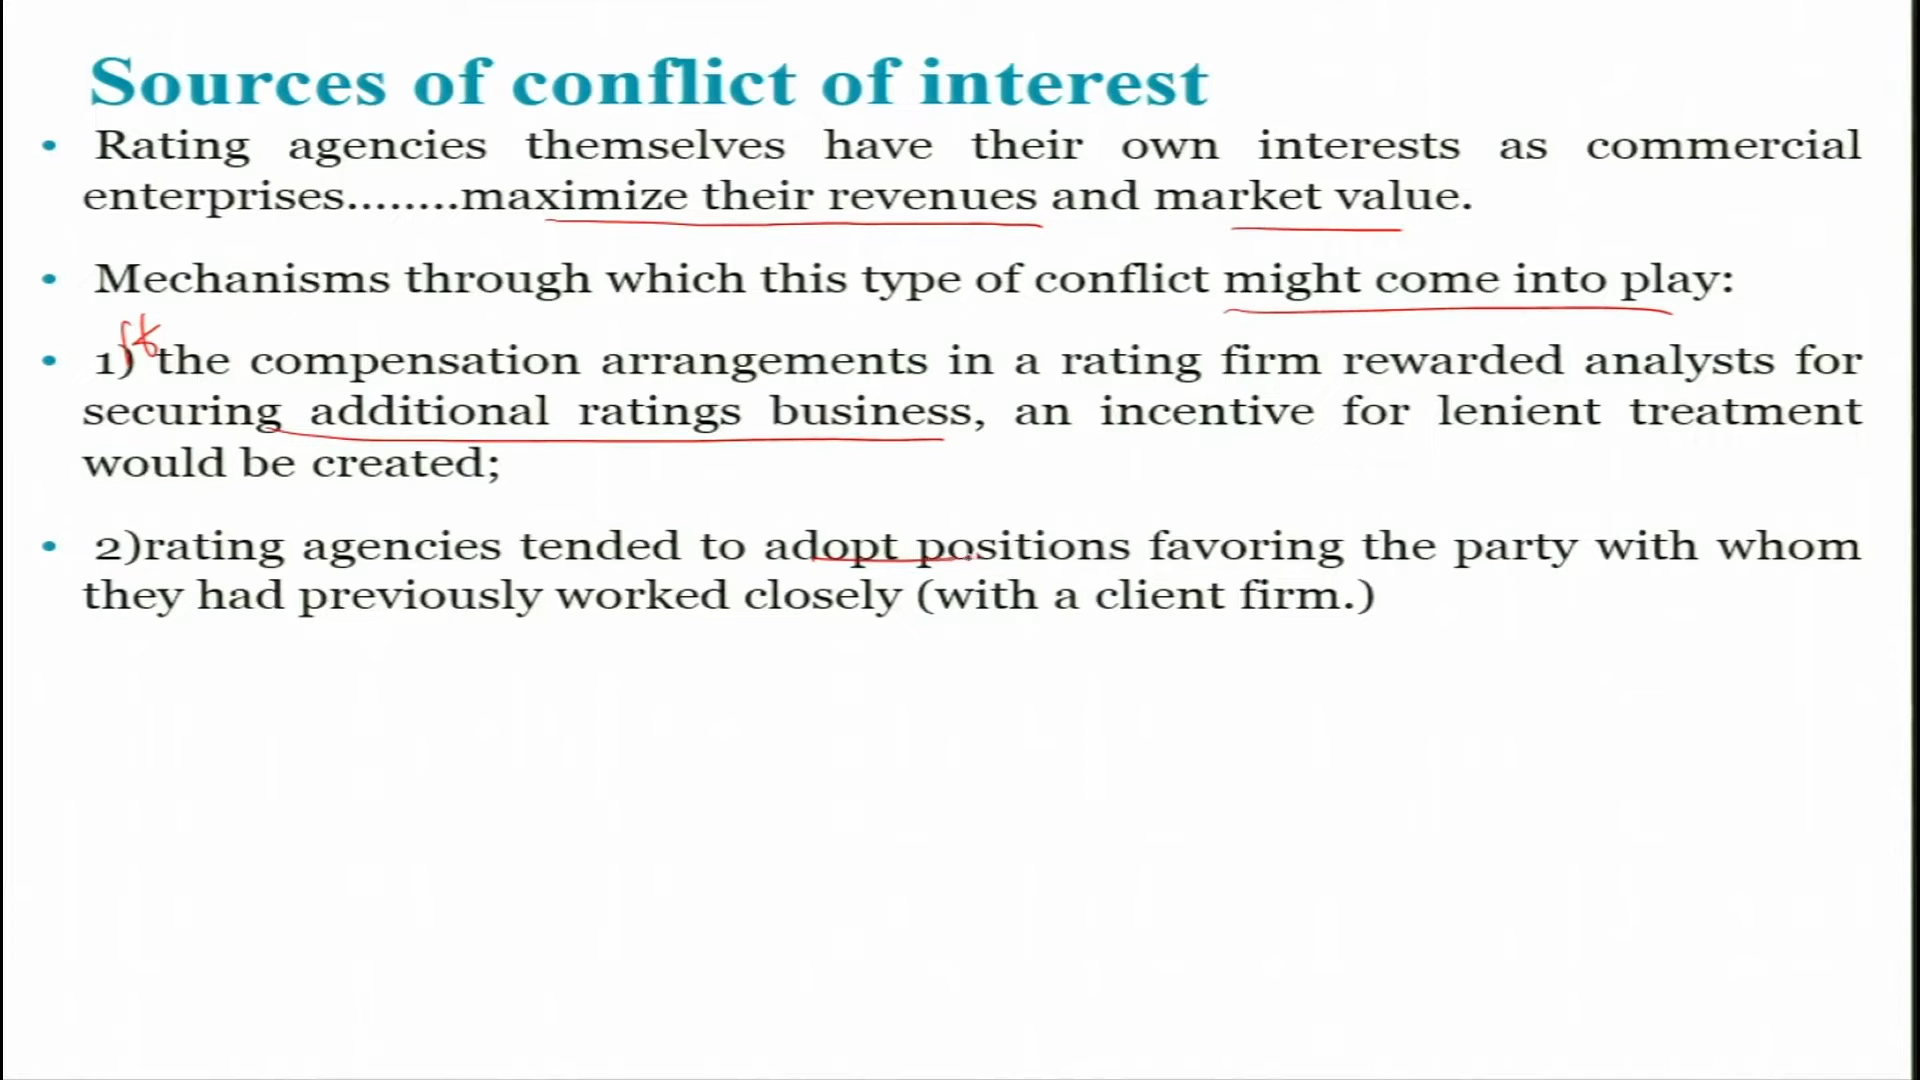 Sources of conflict of interest
• Rating agencies themselves have their own interests as commercial
enterprises........maximize their revenues and market value.
• Mechanisms through which this type of conflict might come into play:
• 1) the compensation arrangements in a rating firm rewarded analysts for
securing additional ratings business, an incentive for lenient treatment
would be created;
• 2)rating agencies tended to adopt positions favoring the party with whom
they had previously worked closely (with a client firm.)